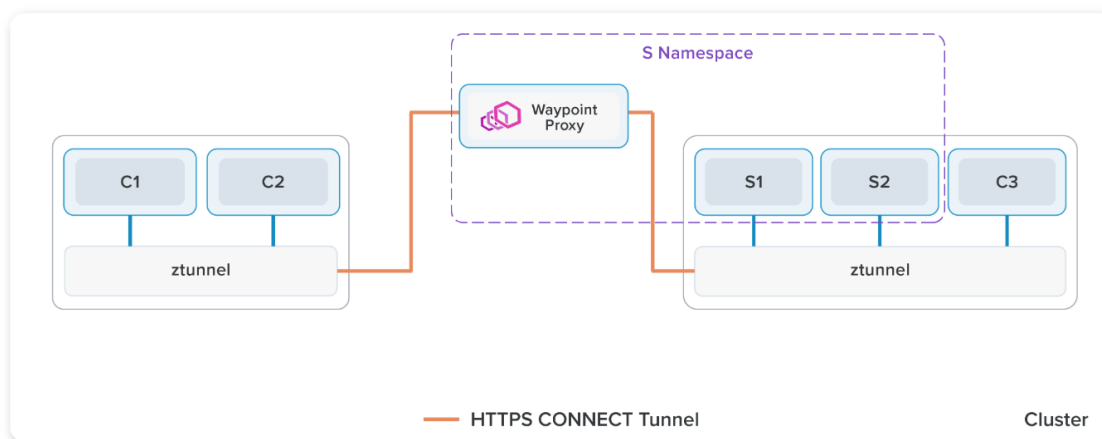 S Namespace
Waypoint
Proxy
C1
C2
S1
S2
C3
ztunnel
ztunnel
HTTPS CONNECT Tunnel
Cluster